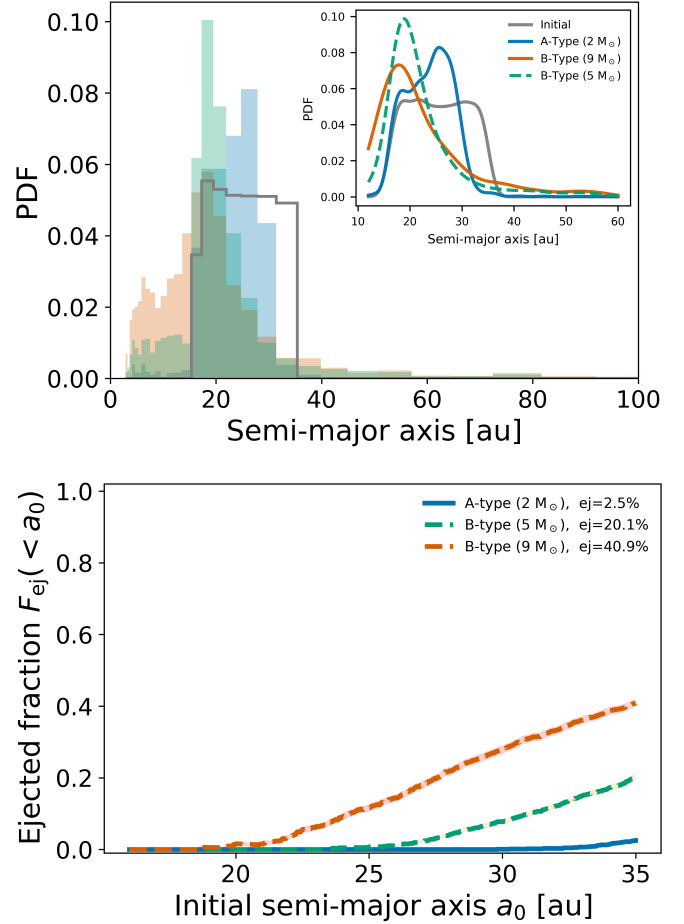 0.10
0.08
0.06
0.04
0.02
0.00
PDF
0 20 40 60 80 100
Semi-major axis [au]
0.10
0.08
0.06
0.04
0.02
0.00
PDF
10 20 30 40 50 60
Semi-major axis [au]
Initial
A-Type (2 M⊙)
B-Type (9 M⊙)
B-Type (5 M⊙)
1.0
0.8
0.6
0.4
0.2
0.0
Ejected fraction F_ej(< a_0)
A-type (2 M⊙), ej=2.5%
B-type (5 M⊙), ej=20.1%
B-type (9 M⊙), ej=40.9%
20 25 30 35
Initial semi-major axis a_0 [au]